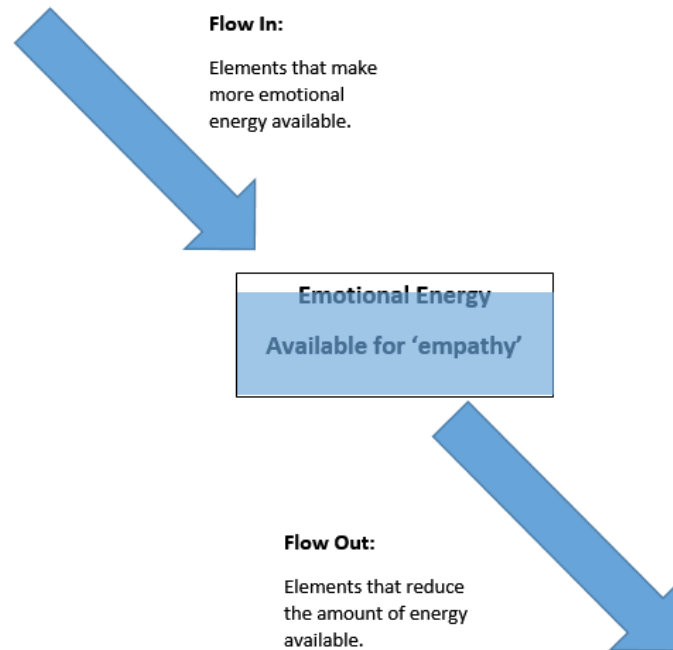 Flow In:
Elements that make
more emotional
energy available.
Emotional Energy
Available for ‘empathy’
Flow Out:
Elements that reduce
the amount of energy
available.